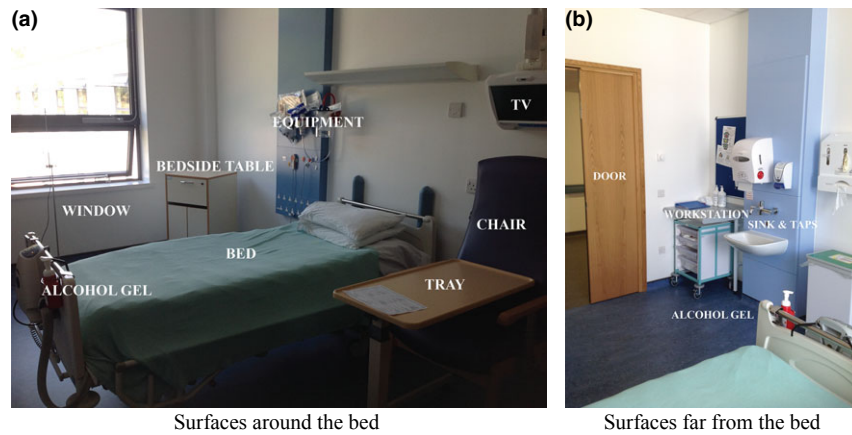 (a)
TV
EQUIPMENT
BEDSIDE TABLE
WINDOW
CHAIR
BED
ALCOHOL GEL
TRAY
Surfaces around the bed
(b)
DOOR
WORKSTATION
SINK & TAPS
ALCOHOL GEL
Surfaces far from the bed